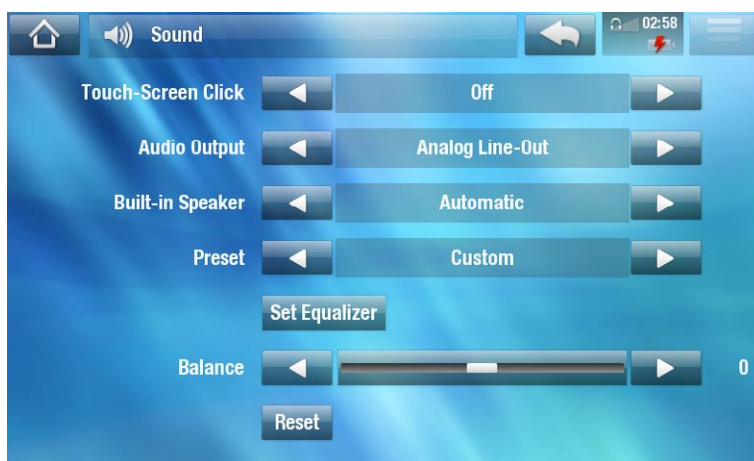 Sound 02:58
Touch-Screen Click Off
Audio Output Analog Line-Out
Built-in Speaker Automatic
Preset Custom
Set Equalizer
Balance 0
Reset